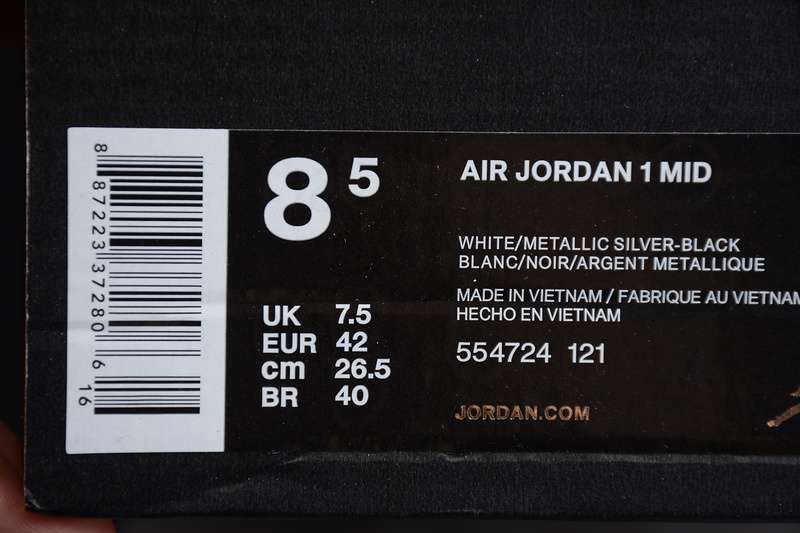 8
87223 37280
6
16
8 5
AIR JORDAN 1 MID
WHITE/METALLIC SILVER-BLACK
BLANC/NOIR/ARGENT METALLIQUE
MADE IN VIETNAM / FABRIQUE AU VIETNAM
HECHO EN VIETNAM
UK 7.5
EUR 42
cm 26.5
BR 40
554724 121
JORDAN.COM